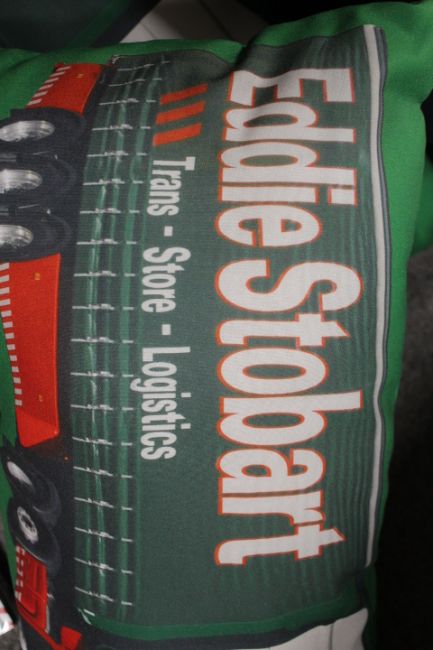 Eddie Stobart
Trans - Store - Logistics